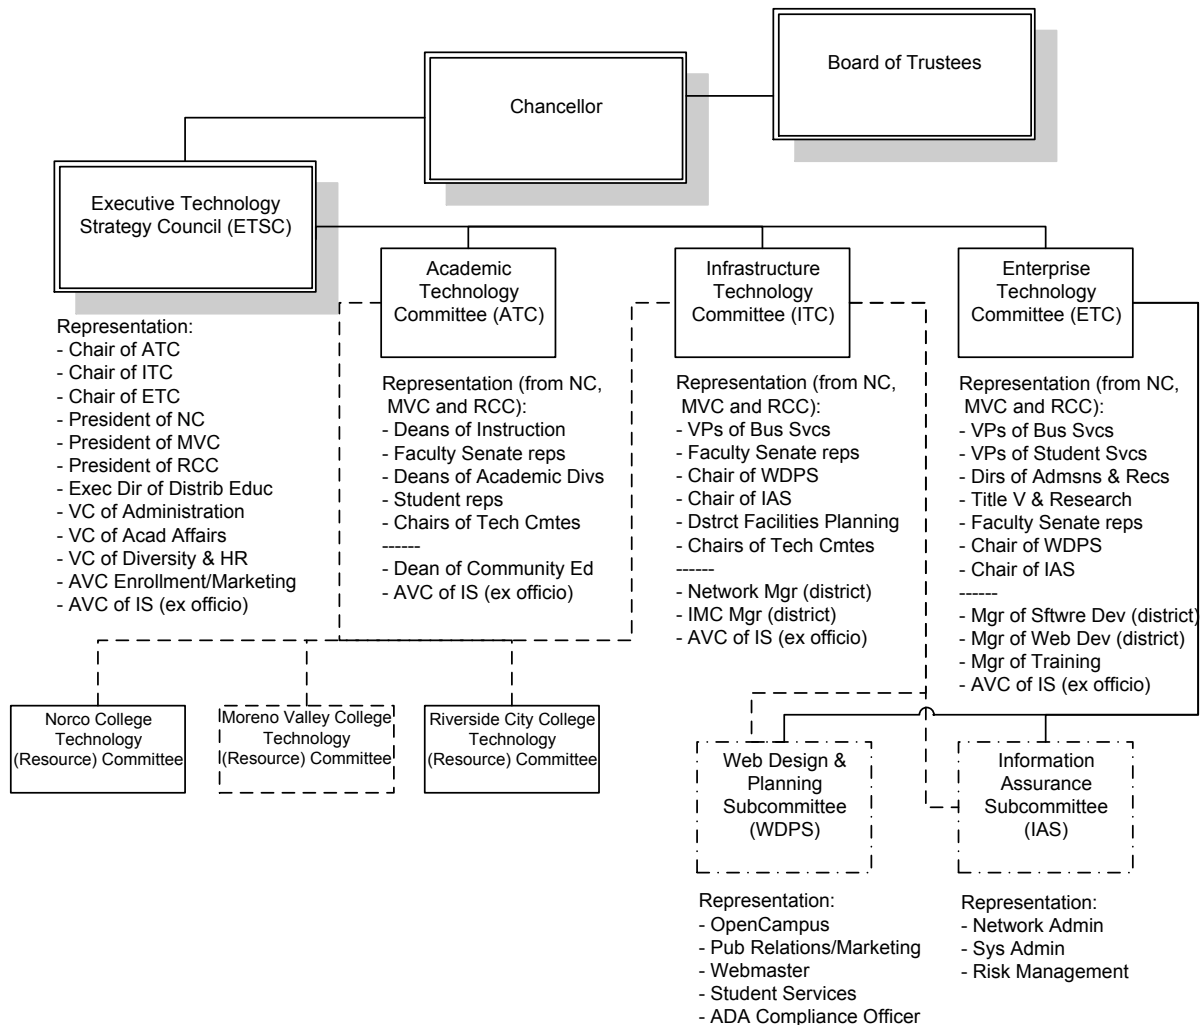 Board of Trustees
Chancellor
Executive Technology
Strategy Council (ETSC)
Academic
Technology
Committee (ATC)
Infrastructure
Technology
Committee (ITC)
Enterprise
Technology
Committee (ETC)
Representation:
- Chair of ATC
- Chair of ITC
- Chair of ETC
- President of NC
- President of MVC
- President of RCC
- Exec Dir of Distrib Educ
- VC of Administration
- VC of Acad Affairs
- VC of Diversity & HR
- AVC Enrollment/Marketing
- AVC of IS (ex officio)
Representation (from NC,
MVC and RCC):
- Deans of Instruction
- Faculty Senate reps
- Deans of Academic Divs
- Student reps
- Chairs of Tech Cmtes
------
- Dean of Community Ed
- AVC of IS (ex officio)
Representation (from NC,
MVC and RCC):
- VPs of Bus Svcs
- Faculty Senate reps
- Chair of WDPS
- Chair of IAS
- Dstrct Facilities Planning
- Chairs of Tech Cmtes
------
- Network Mgr (district)
- IMC Mgr (district)
- AVC of IS (ex officio)
Representation (from NC,
MVC and RCC):
- VPs of Bus Svcs
- VPs of Student Svcs
- Dirs of Admsns & Recs
- Title V & Research
- Faculty Senate reps
- Chair of WDPS
- Chair of IAS
------
- Mgr of Sftwre Dev (district)
- Mgr of Web Dev (district)
- Mgr of Training
- AVC of IS (ex officio)
Norco College
Technology
(Resource) Committee
Moreno Valley College
Technology
(Resource) Committee
Riverside City College
Technology
(Resource) Committee
Web Design &
Planning
Subcommittee
(WDPS)
Information
Assurance
Subcommittee
(IAS)
Representation:
- OpenCampus
- Pub Relations/Marketing
- Webmaster
- Student Services
- ADA Compliance Officer
Representation:
- Network Admin
- Sys Admin
- Risk Management